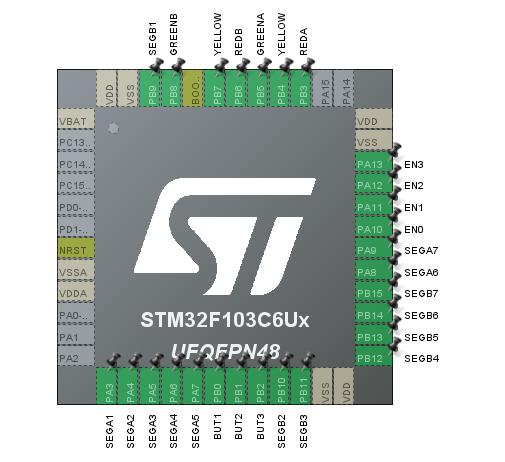 SEGB1
GREENB
YELLOW
REDB
GREENA
YELLOW
REDA
VDD
VSS
PB9
PB8
BOO..
PB7
PB6
PB5
PB4
PB3
PA15
PA14
VBAT
PC13..
PC14..
PC15..
PD0-..
PD1-..
NRST
VSSA
VDDA
PA0-..
PA1
PA2
VDD
VSS
PA13 EN3
PA12 EN2
PA11 EN1
PA10 EN0
PA9 SEGA7
PA8 SEGA6
PB15 SEGB7
PB14 SEGB6
PB13 SEGB5
PB12 SEGB4
ST
STM32F103C6Ux
UFQFPN48
PA3
PA4
PA5
PA6
PA7
PB0
PB1
PB2
PB10
PB11
VSS
VDD
SEGA1
SEGA2
SEGA3
SEGA4
SEGA5
BUT1
BUT2
BUT3
SEGB2
SEGB3